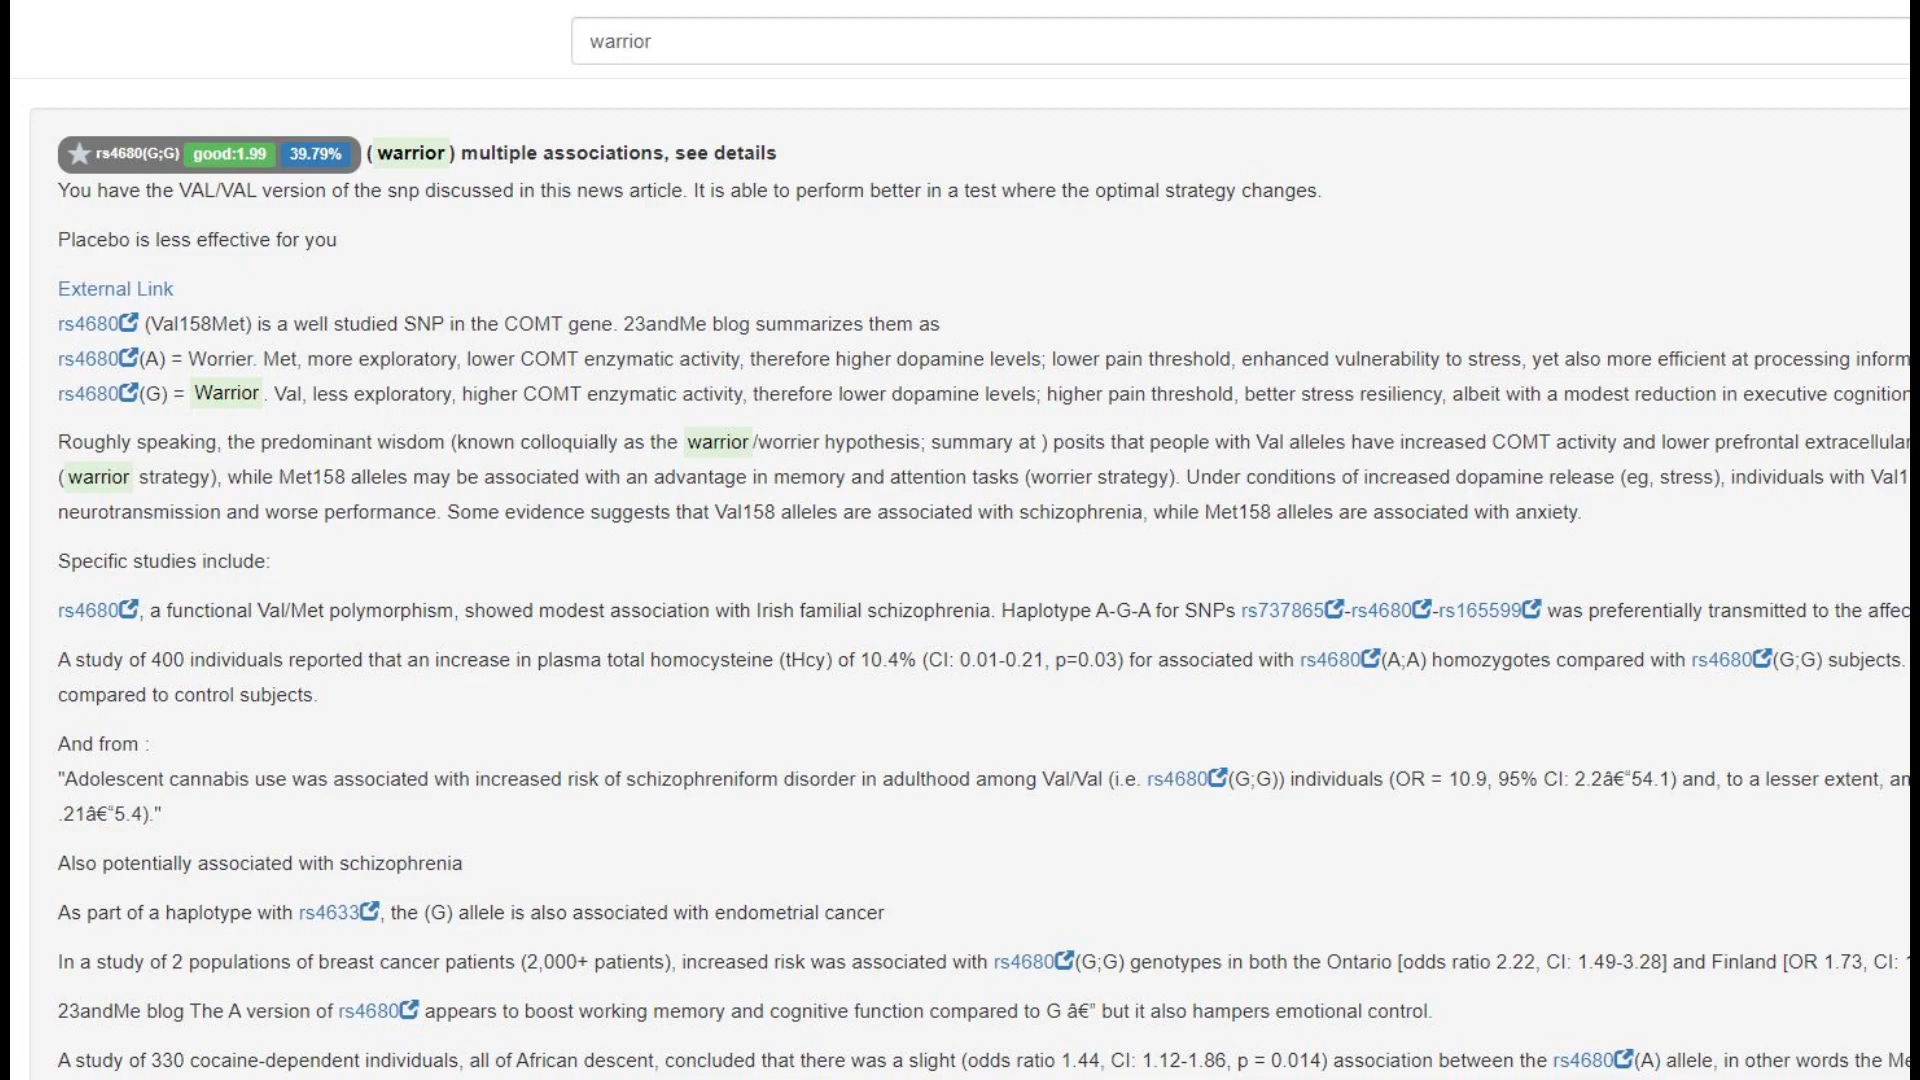 warrior
rs4680(G;G) good:1.99 39.79% (warrior) multiple associations, see details
You have the VAL/VAL version of the snp discussed in this news article. It is able to perform better in a test where the optimal strategy changes.
Placebo is less effective for you
External Link
rs4680 (Val158Met) is a well studied SNP in the COMT gene. 23andMe blog summarizes them as
rs4680(A) = Worrier. Met, more exploratory, lower COMT enzymatic activity, therefore higher dopamine levels; lower pain threshold, enhanced vulnerability to stress, yet also more efficient at processing inform
rs4680(G) = Warrior. Val, less exploratory, higher COMT enzymatic activity, therefore lower dopamine levels; higher pain threshold, better stress resiliency, albeit with a modest reduction in executive cognition
Roughly speaking, the predominant wisdom (known colloquially as the warrior/worrier hypothesis; summary at ) posits that people with Val alleles have increased COMT activity and lower prefrontal extracellular
(warrior strategy), while Met158 alleles may be associated with an advantage in memory and attention tasks (worrier strategy). Under conditions of increased dopamine release (eg, stress), individuals with Val1
neurotransmission and worse performance. Some evidence suggests that Val158 alleles are associated with schizophrenia, while Met158 alleles are associated with anxiety.
Specific studies include:
rs4680, a functional Val/Met polymorphism, showed modest association with Irish familial schizophrenia. Haplotype A-G-A for SNPs rs737865-rs4680-rs165599 was preferentially transmitted to the affec
A study of 400 individuals reported that an increase in plasma total homocysteine (tHcy) of 10.4% (CI: 0.01-0.21, p=0.03) for associated with rs4680(A;A) homozygotes compared with rs4680(G;G) subjects.
compared to control subjects.
And from :
"Adolescent cannabis use was associated with increased risk of schizophreniform disorder in adulthood among Val/Val (i.e. rs4680(G;G)) individuals (OR = 10.9, 95% CI: 2.2â€“54.1) and, to a lesser extent, an
.21â€“5.4)."
Also potentially associated with schizophrenia
As part of a haplotype with rs4633, the (G) allele is also associated with endometrial cancer
In a study of 2 populations of breast cancer patients (2,000+ patients), increased risk was associated with rs4680(G;G) genotypes in both the Ontario [odds ratio 2.22, CI: 1.49-3.28] and Finland [OR 1.73, CI:
23andMe blog The A version of rs4680 appears to boost working memory and cognitive function compared to G â€” but it also hampers emotional control.
A study of 330 cocaine-dependent individuals, all of African descent, concluded that there was a slight (odds ratio 1.44, CI: 1.12-1.86, p = 0.014) association between the rs4680(A) allele, in other words the Me